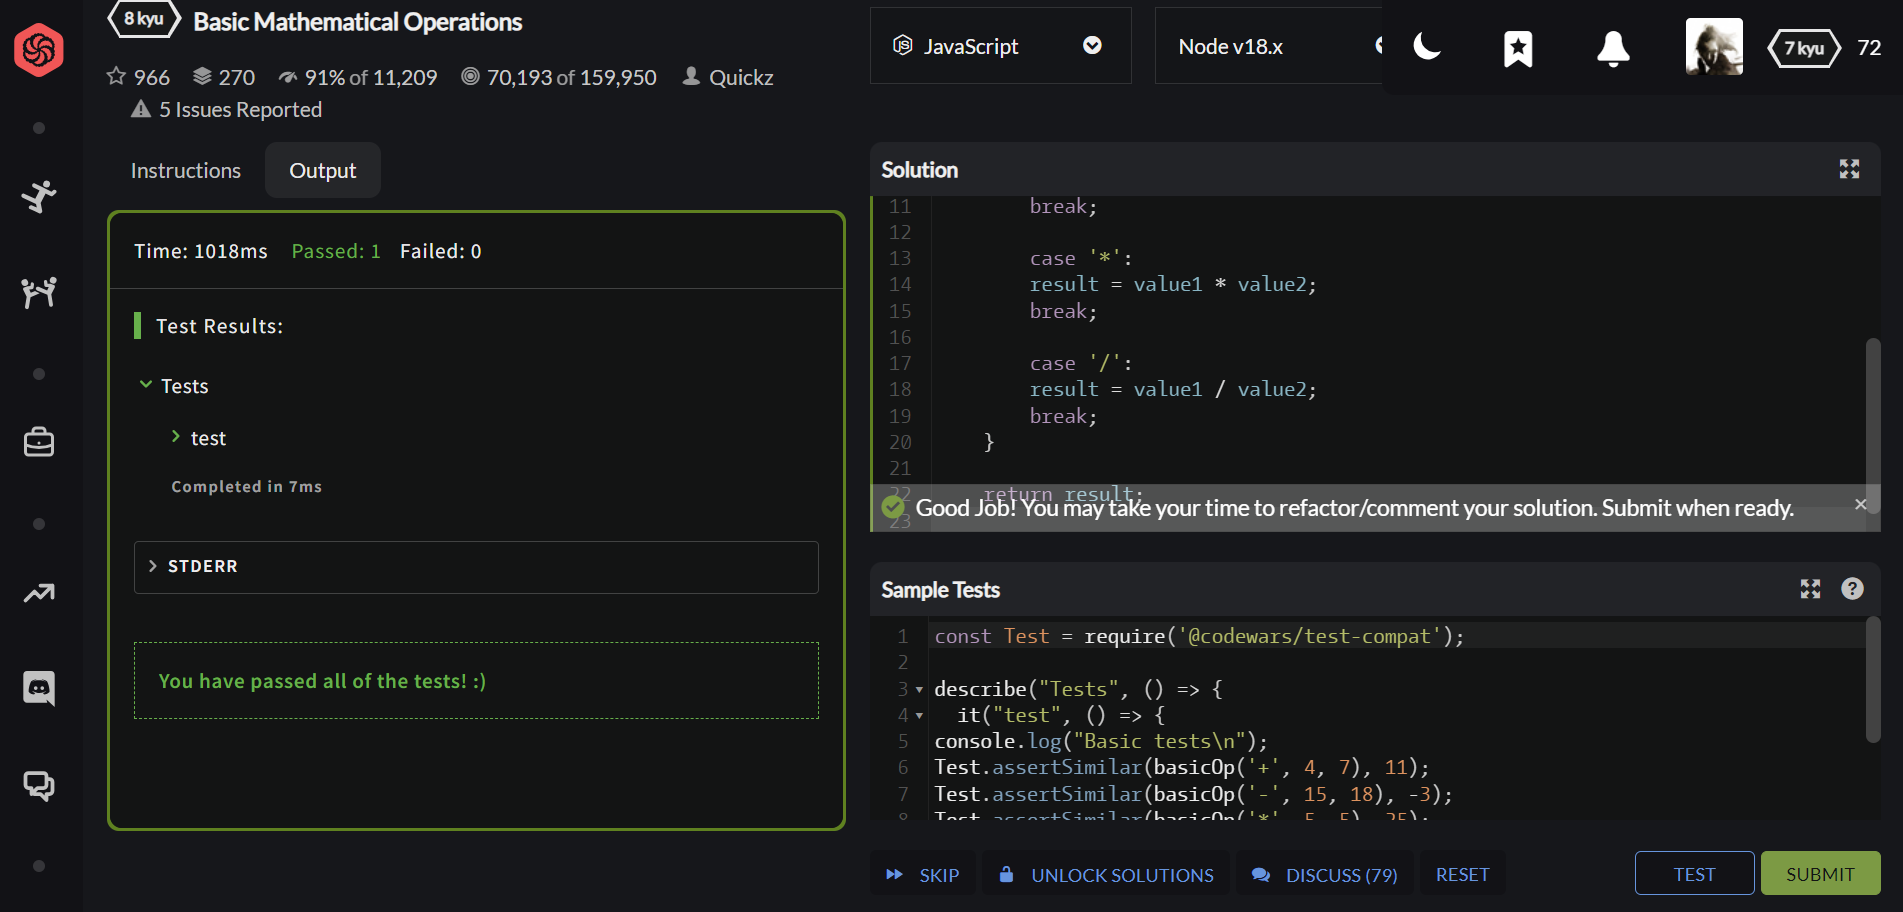 8 kyu Basic Mathematical Operations
966 270 91% of 11,209 70,193 of 159,950 Quickz
5 Issues Reported
JavaScript
Node v18.x
7 kyu 72
Instructions Output
Time: 1018ms Passed: 1 Failed: 0
Test Results:
Tests
test
Completed in 7ms
STDERR
You have passed all of the tests! :)
Solution
11 break;
12
13 case '*':
14 result = value1 * value2;
15 break;
16
17 case '/':
18 result = value1 / value2;
19 break;
20 }
21
22 return result;
23
Good Job! You may take your time to refactor/comment your solution. Submit when ready.
Sample Tests
1 const Test = require('@codewars/test-compat');
2
3 describe("Tests", () => {
4 it("test", () => {
5 console.log("Basic tests\n");
6 Test.assertSimilar(basicOp('+', 4, 7), 11);
7 Test.assertSimilar(basicOp('-', 15, 18), -3);
8 Test.assertSimilar(basicOp('*', 5, 5), 25);
SKIP UNLOCK SOLUTIONS DISCUSS (79) RESET TEST SUBMIT